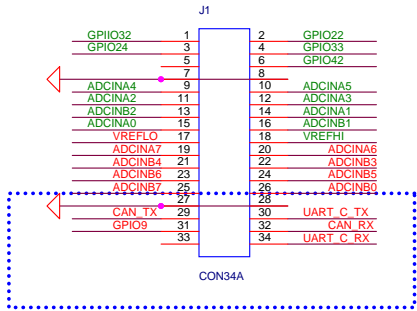 J1
GPIIO32 1 2 GPIO22
GPIO24 3 4 GPIO33
5 6 GPIO42
7 8
ADCINA4 9 10 ADCINA5
ADCINA2 11 12 ADCINA3
ADCINB2 13 14 ADCINA1
ADCINA0 15 16 ADCINB1
VREFLO 17 18 VREFHI
ADCINA7 19 20 ADCINA6
ADCINB4 21 22 ADCINB3
ADCINB6 23 24 ADCINB5
ADCINB7 25 26 ADCINB0
27 28
CAN_TX 29 30 UART_C_TX
GPIO9 31 32 CAN_RX
33 34 UART_C_RX
CON34A